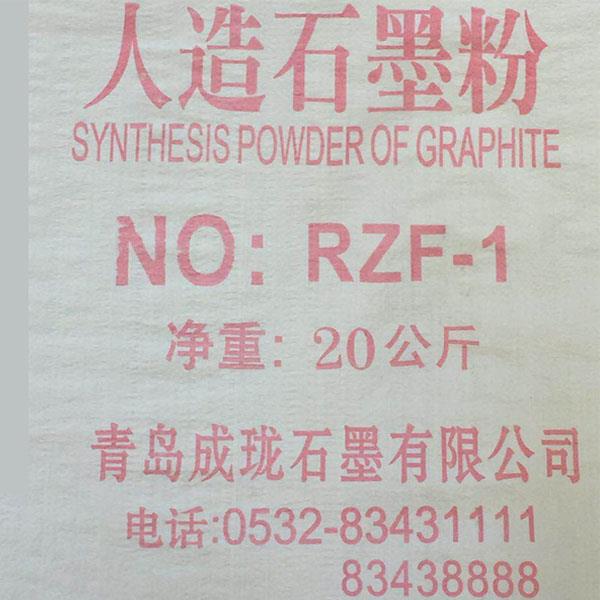 人造石墨粉
SYNTHESIS POWDER OF GRAPHITE
NO: RZF-1
净重: 20公斤
青岛成珑石墨有限公司
电话:0532-83431111
83438888